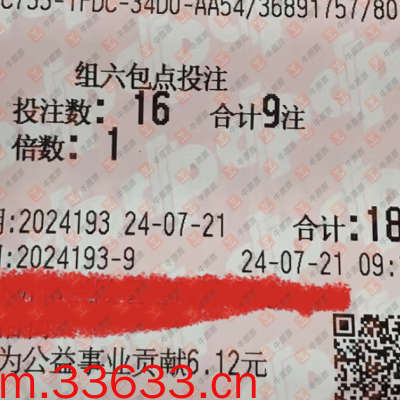 C755-1FDC-34D0-AA54/36891757/80
组六包点投注
投注数: 16 合计9注
倍数: 1
期:2024193 24-07-21 合计:18
期:2024193-9 24-07-21 09:
为公益事业贡献6.12元
m.33633.cn